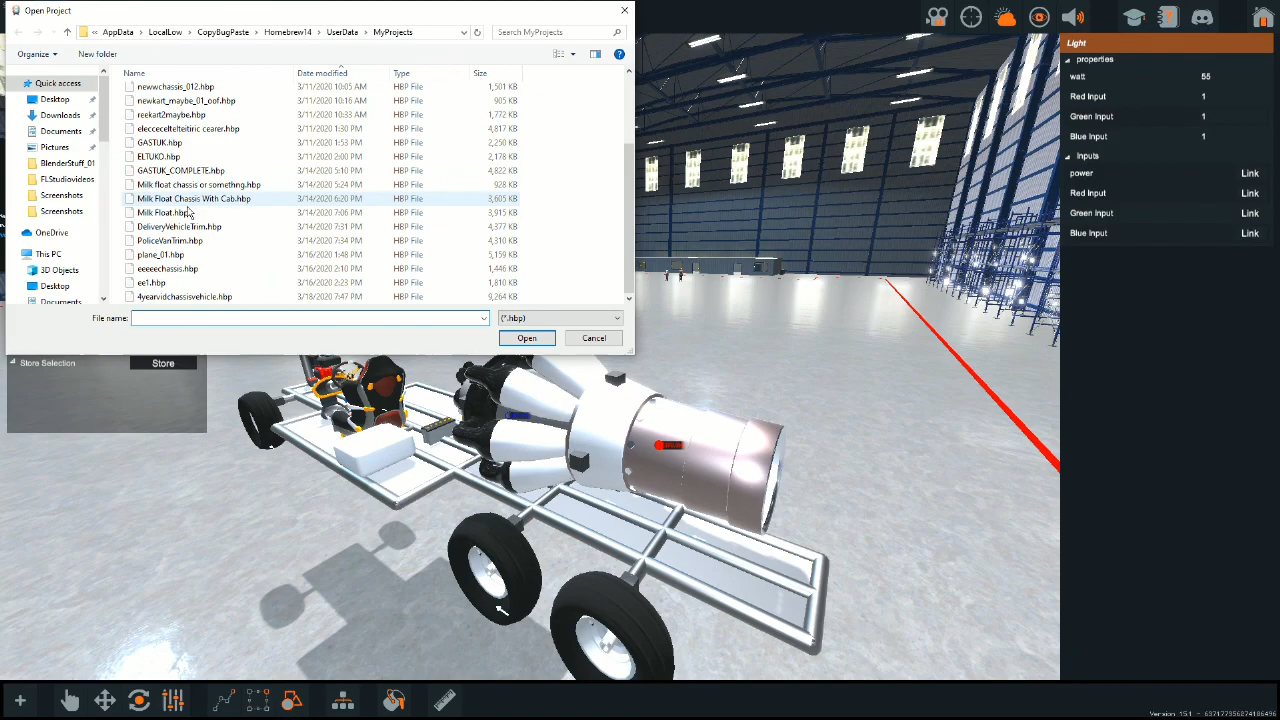 Open Project
« AppData > LocalLow > CopyBugPaste > Homebrew14 > UserData > MyProjects
Search MyProjects
Organize
New folder
Name
Date modified
Type
Size
newwchassis_012.hbp 3/11/2020 10:05 AM HBP File 1,501 KB
newkart_maybe_01_oof.hbp 3/11/2020 10:16 AM HBP File 905 KB
reekart2maybe.hbp 3/11/2020 10:33 AM HBP File 1,772 KB
elecceceltelteitiric cearer.hbp 3/11/2020 1:30 PM HBP File 4,817 KB
GASTUK.hbp 3/11/2020 1:47 PM HBP File 2,250 KB
ELTUKO.hbp 3/11/2020 2:00 PM HBP File 2,178 KB
GASTUK_COMPLETE.hbp 3/14/2020 5:10 PM HBP File 4,822 KB
Milk float chassis or somethng.hbp 3/14/2020 5:24 PM HBP File 928 KB
Milk Float Chassis With Cab.hbp 3/14/2020 6:20 PM HBP File 3,605 KB
Milk Float.hbp 3/14/2020 7:06 PM HBP File 3,915 KB
DeliveryVehicleTrim.hbp 3/14/2020 7:31 PM HBP File 4,377 KB
PoliceVanTrim.hbp 3/14/2020 7:34 PM HBP File 4,310 KB
plane_01.hbp 3/16/2020 1:48 PM HBP File 5,159 KB
eeeeechassis.hbp 3/16/2020 2:10 PM HBP File 1,446 KB
ee1.hbp 3/16/2020 2:23 PM HBP File 1,810 KB
4yearvidchassisvehicle.hbp 3/18/2020 7:47 PM HBP File 9,264 KB
Quick access
Desktop
Downloads
Documents
Pictures
BlenderStuff_01
FLStudiovideos
Screenshots
Screenshots
OneDrive
This PC
3D Objects
Desktop
Documents
File name:
(*.hbp)
Open
Cancel
Store Selection
Store
Light
properties
watt 55
Red Input 1
Green Input 1
Blue Input 1
Inputs
power Link
Red Input Link
Green Input Link
Blue Input Link